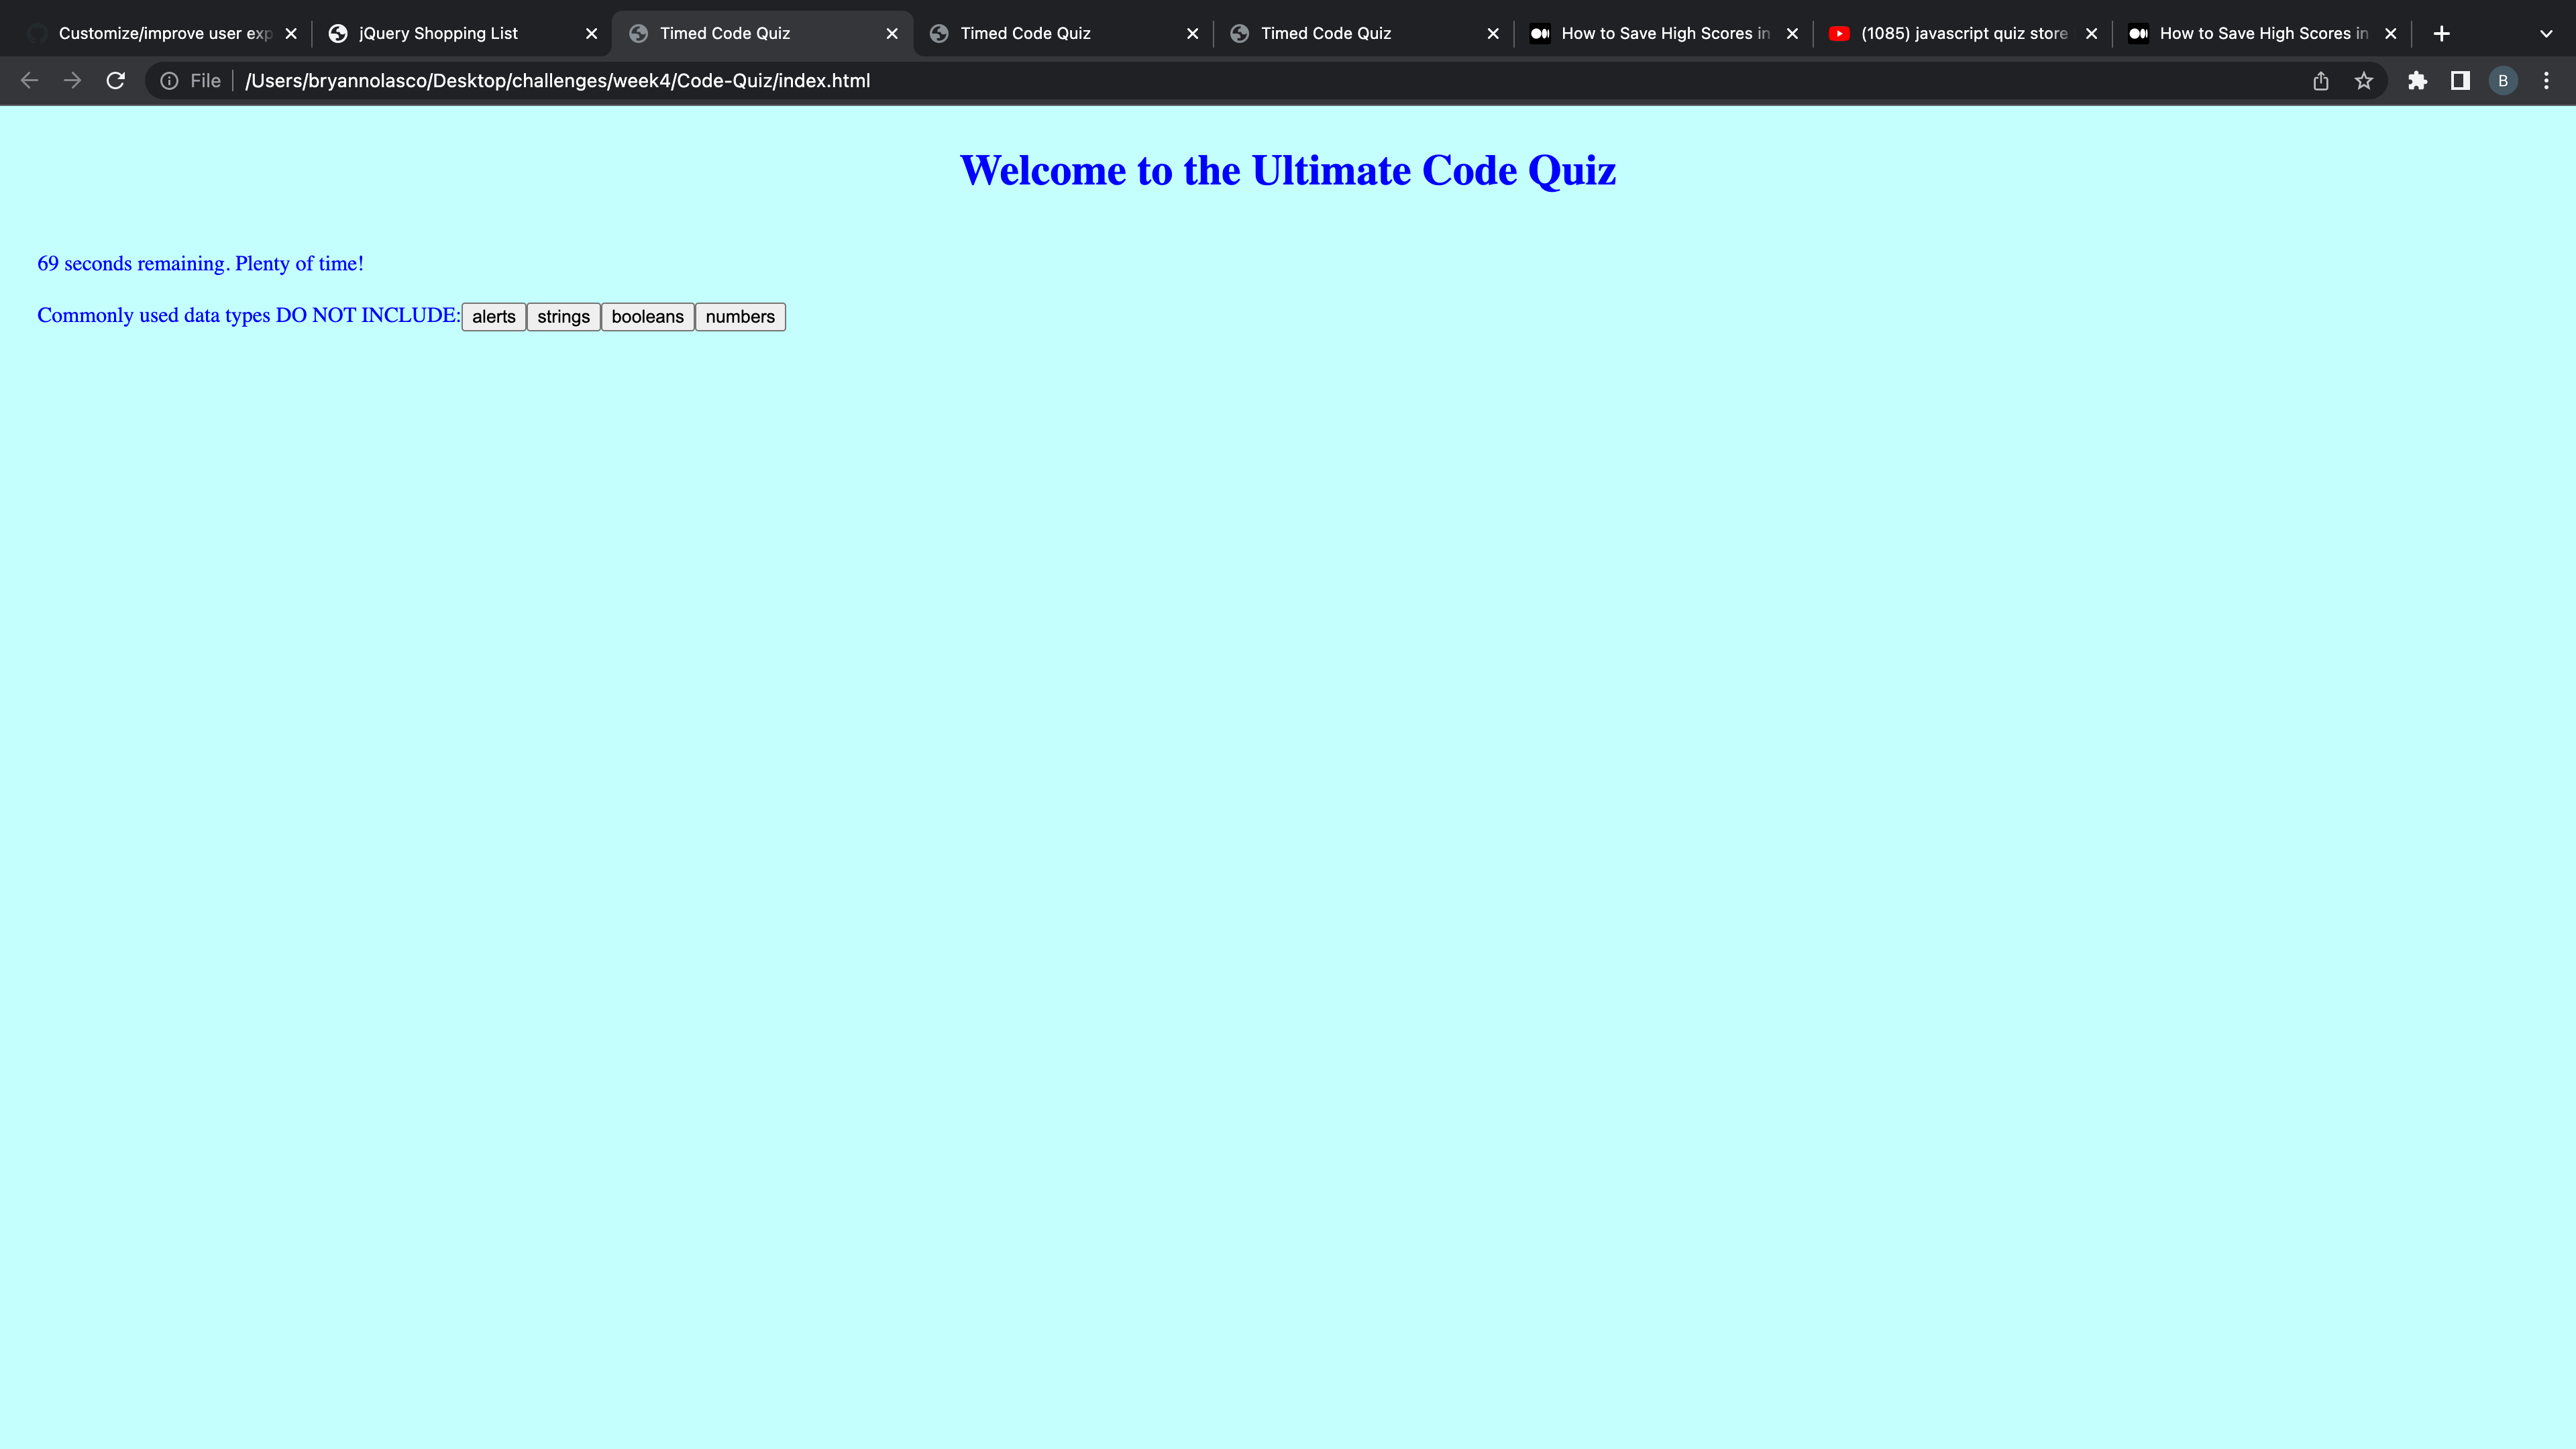 Customize/improve user exp
jQuery Shopping List
Timed Code Quiz
Timed Code Quiz
Timed Code Quiz
How to Save High Scores in
(1085) javascript quiz store
How to Save High Scores in
File
/Users/bryannolasco/Desktop/challenges/week4/Code-Quiz/index.html
B
Welcome to the Ultimate Code Quiz
69 seconds remaining. Plenty of time!
Commonly used data types DO NOT INCLUDE: alerts strings booleans numbers